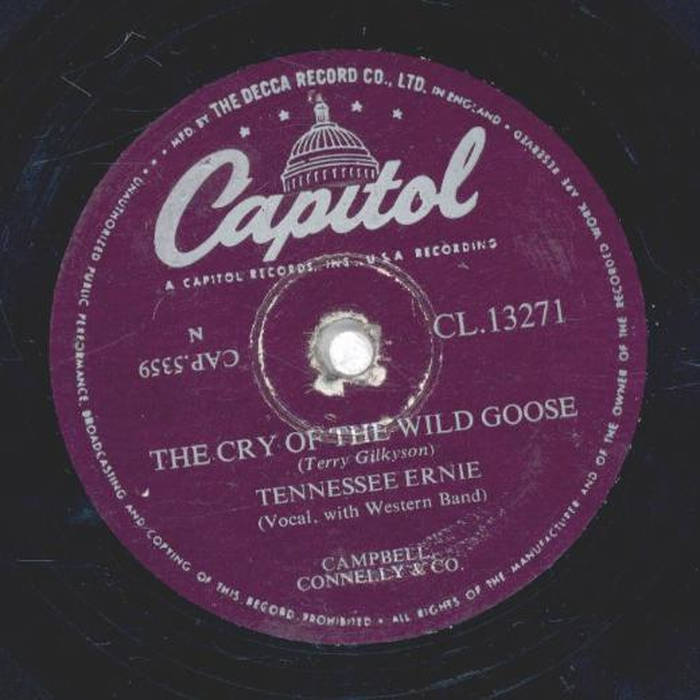 MFD. BY THE DECCA RECORD CO., LTD. IN ENGLAND • ALL RIGHTS OF THE MANUFACTURER AND OF THE OWNER OF THE RECORDED WORK ARE RESERVED • UNAUTHORIZED PUBLIC PERFORMANCE, BROADCASTING AND COPYING OF THIS RECORD PROHIBITED •
Capitol
A CAPITOL RECORDS, INC., U.S.A. RECORDING
N
CAP.5359
CL.13271
THE CRY OF THE WILD GOOSE
(Terry Gilkyson)
TENNESSEE ERNIE
(Vocal, with Western Band)
CAMPBELL,
CONNELLY & CO.